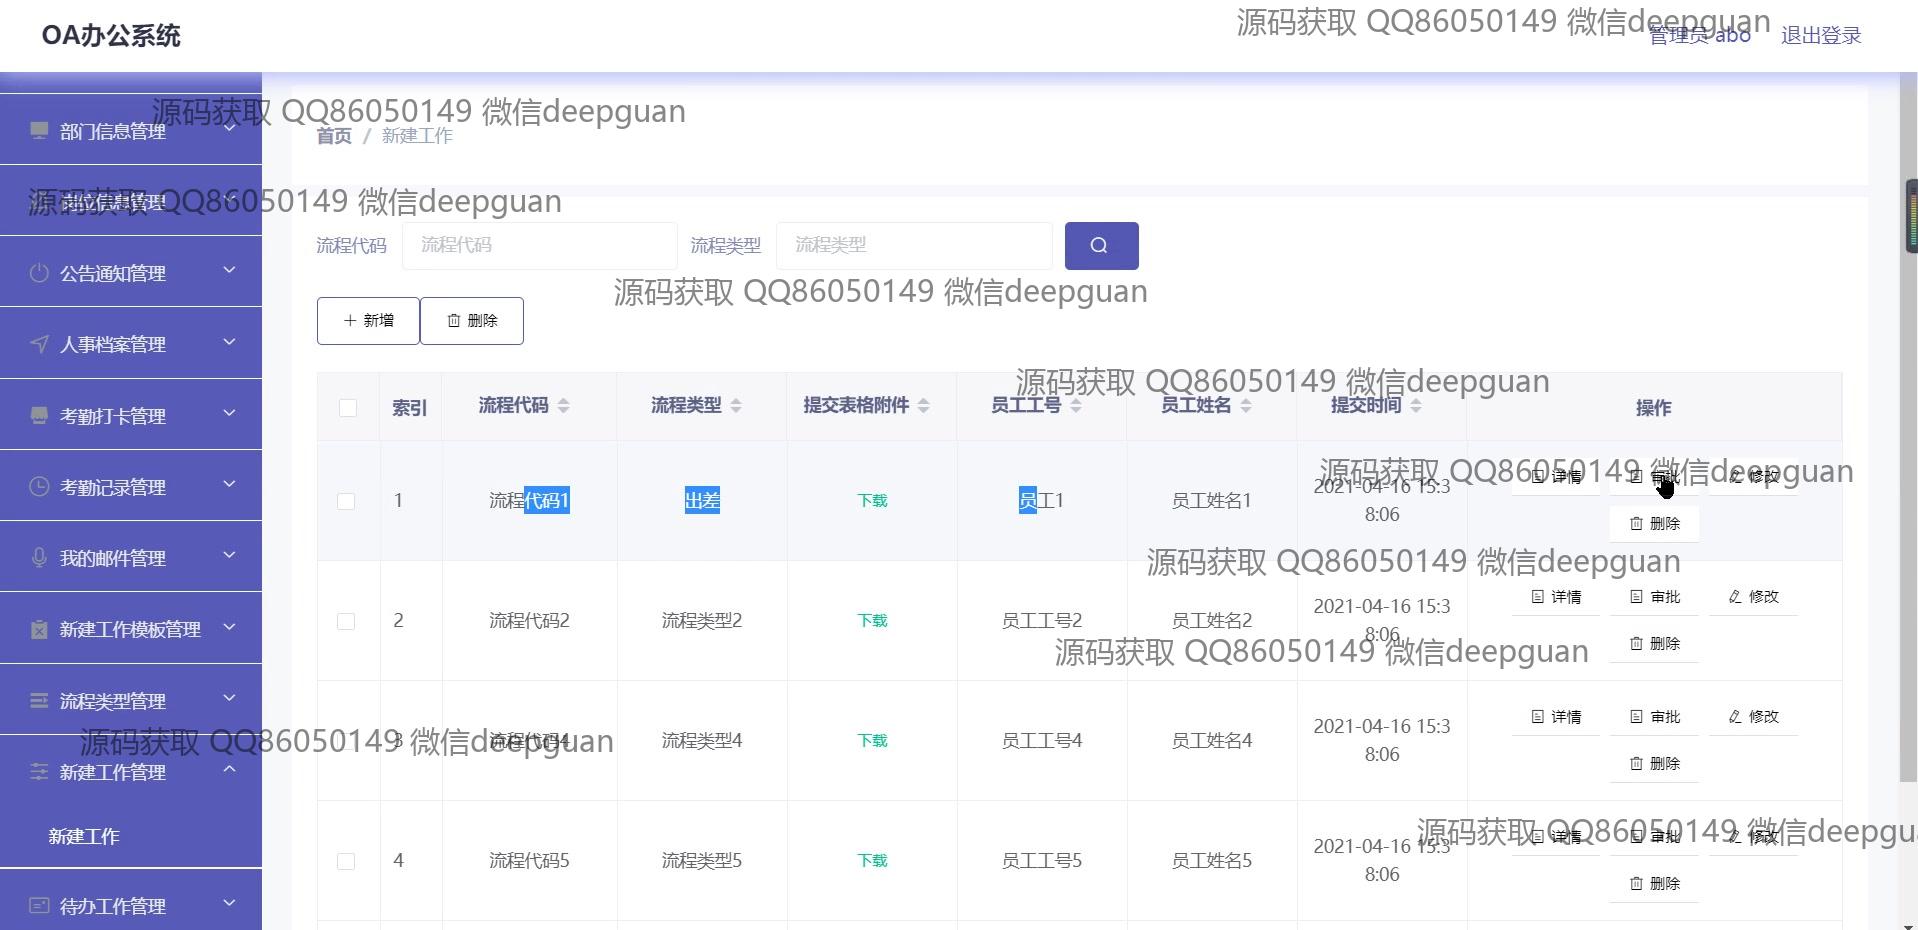 OA办公系统
源码获取 QQ86050149 微信deepguan
管理员 abo
退出登录
源码获取 QQ86050149 微信deepguan
部门信息管理
首页 / 新建工作
源码获取 QQ86050149 微信deepguan
岗位信息管理
流程代码 流程代码 流程类型 流程类型
公告通知管理
源码获取 QQ86050149 微信deepguan
新增 删除
人事档案管理
源码获取 QQ86050149 微信deepguan
索引 流程代码 流程类型 提交表格附件 员工工号 员工姓名 提交时间 操作
考勤打卡管理
源码获取 QQ86050149 微信deepguan
详情 审批 修改
考勤记录管理
1 流程代码1 出差 下载 员工1 员工姓名1 2021-04-16 15:3
8:06
删除
我的邮件管理
源码获取 QQ86050149 微信deepguan
详情 审批 修改
2 流程代码2 流程类型2 下载 员工工号2 员工姓名2 2021-04-16 15:3
8:06
新建工作模板管理
删除
源码获取 QQ86050149 微信deepguan
流程类型管理
详情 审批 修改
3 流程代码4 流程类型4 下载 员工工号4 员工姓名4 2021-04-16 15:3
8:06
源码获取 QQ86050149 微信deepguan
新建工作管理
删除
新建工作
源码获取 QQ86050149 微信deepgu
详情 审批 修改
4 流程代码5 流程类型5 下载 员工工号5 员工姓名5 2021-04-16 15:3
8:06
删除
待办工作管理